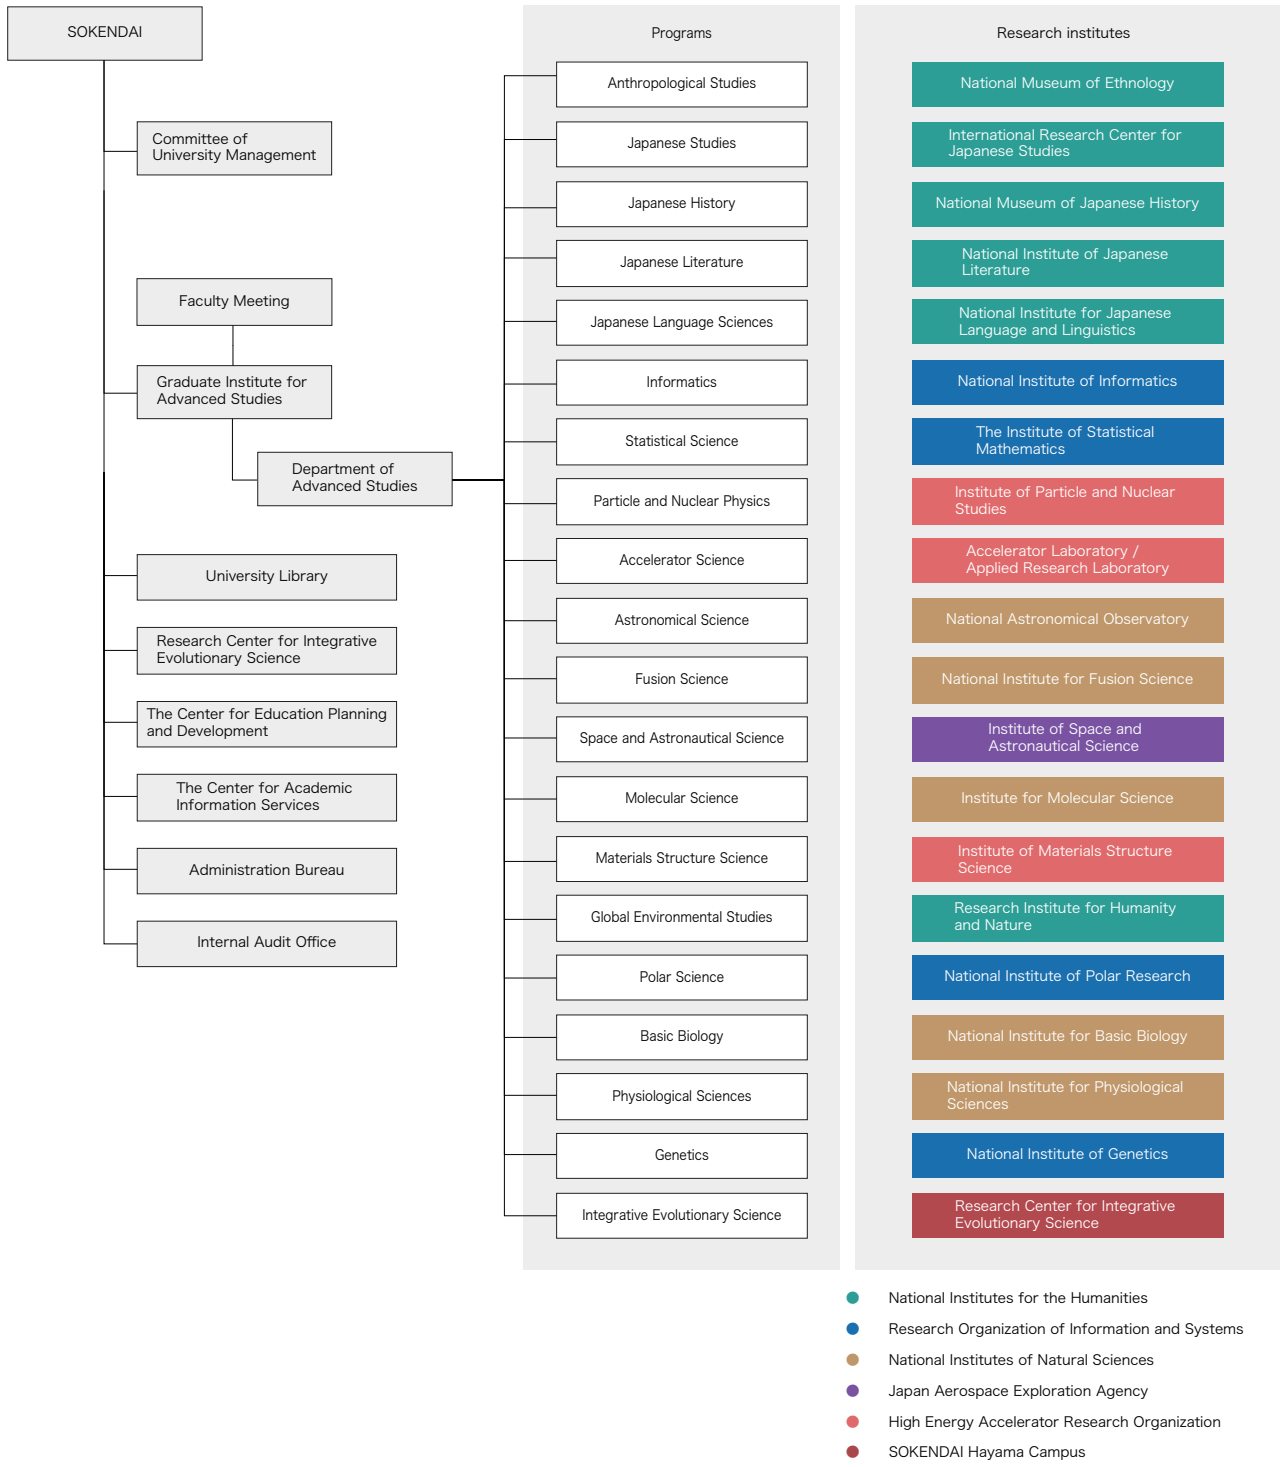 SOKENDAI
Committee of
University Management
Faculty Meeting
Graduate Institute for
Advanced Studies
Department of
Advanced Studies
University Library
Research Center for Integrative
Evolutionary Science
The Center for Education Planning
and Development
The Center for Academic
Information Services
Administration Bureau
Internal Audit Office
Programs
Anthropological Studies
Japanese Studies
Japanese History
Japanese Literature
Japanese Language Sciences
Informatics
Statistical Science
Particle and Nuclear Physics
Accelerator Science
Astronomical Science
Fusion Science
Space and Astronautical Science
Molecular Science
Materials Structure Science
Global Environmental Studies
Polar Science
Basic Biology
Physiological Sciences
Genetics
Integrative Evolutionary Science
Research institutes
National Museum of Ethnology
International Research Center for
Japanese Studies
National Museum of Japanese History
National Institute of Japanese
Literature
National Institute for Japanese
Language and Linguistics
National Institute of Informatics
The Institute of Statistical
Mathematics
Institute of Particle and Nuclear
Studies
Accelerator Laboratory /
Applied Research Laboratory
National Astronomical Observatory
National Institute for Fusion Science
Institute of Space and
Astronautical Science
Institute for Molecular Science
Institute of Materials Structure
Science
Research Institute for Humanity
and Nature
National Institute of Polar Research
National Institute for Basic Biology
National Institute for Physiological
Sciences
National Institute of Genetics
Research Center for Integrative
Evolutionary Science
National Institutes for the Humanities
Research Organization of Information and Systems
National Institutes of Natural Sciences
Japan Aerospace Exploration Agency
High Energy Accelerator Research Organization
SOKENDAI Hayama Campus